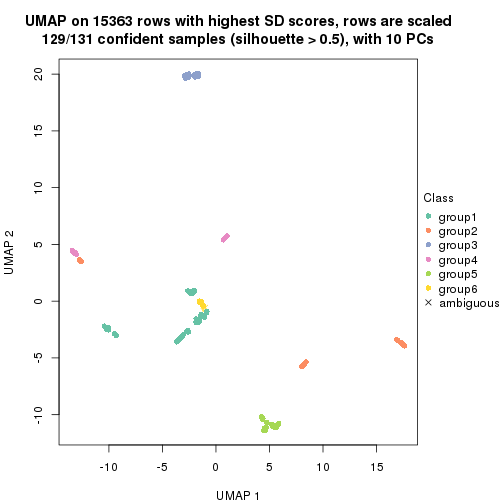 UMAP on 15363 rows with highest SD scores, rows are scaled
129/131 confident samples (silhouette > 0.5), with 10 PCs
20
15
10
5
0
-5
-10
UMAP 2
-10
-5
0
5
10
15
UMAP 1
Class
group1
group2
group3
group4
group5
group6
ambiguous